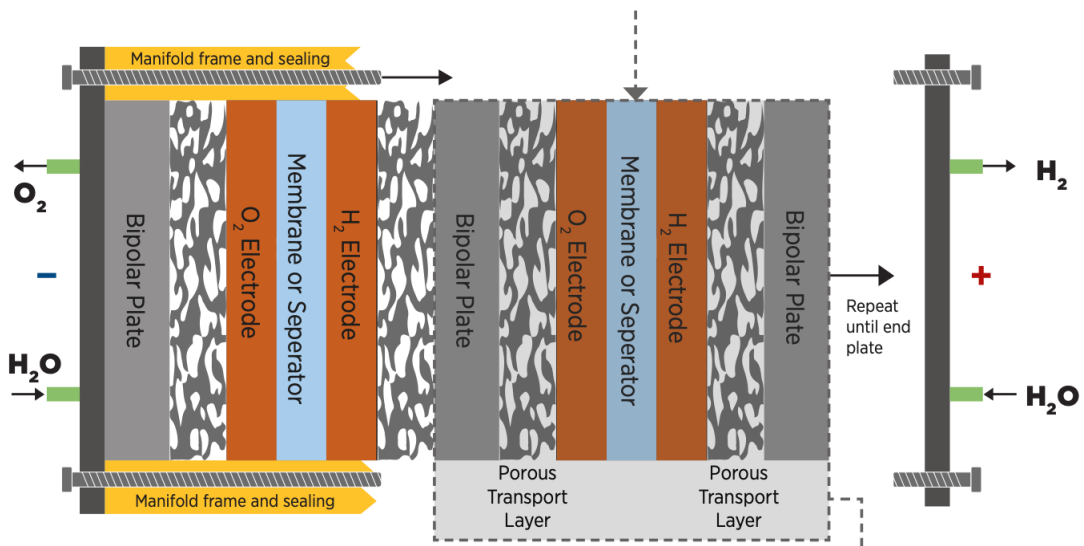 Manifold frame and sealing
O₂
−
H₂O
Bipolar Plate
O₂ Electrode
Membrane or Seperator
H₂ Electrode
Bipolar Plate
O₂ Electrode
Membrane or Seperator
H₂ Electrode
Bipolar Plate
Porous
Transport
Layer
Porous
Transport
Layer
Manifold frame and sealing
Repeat
until end
plate
H₂
+
H₂O